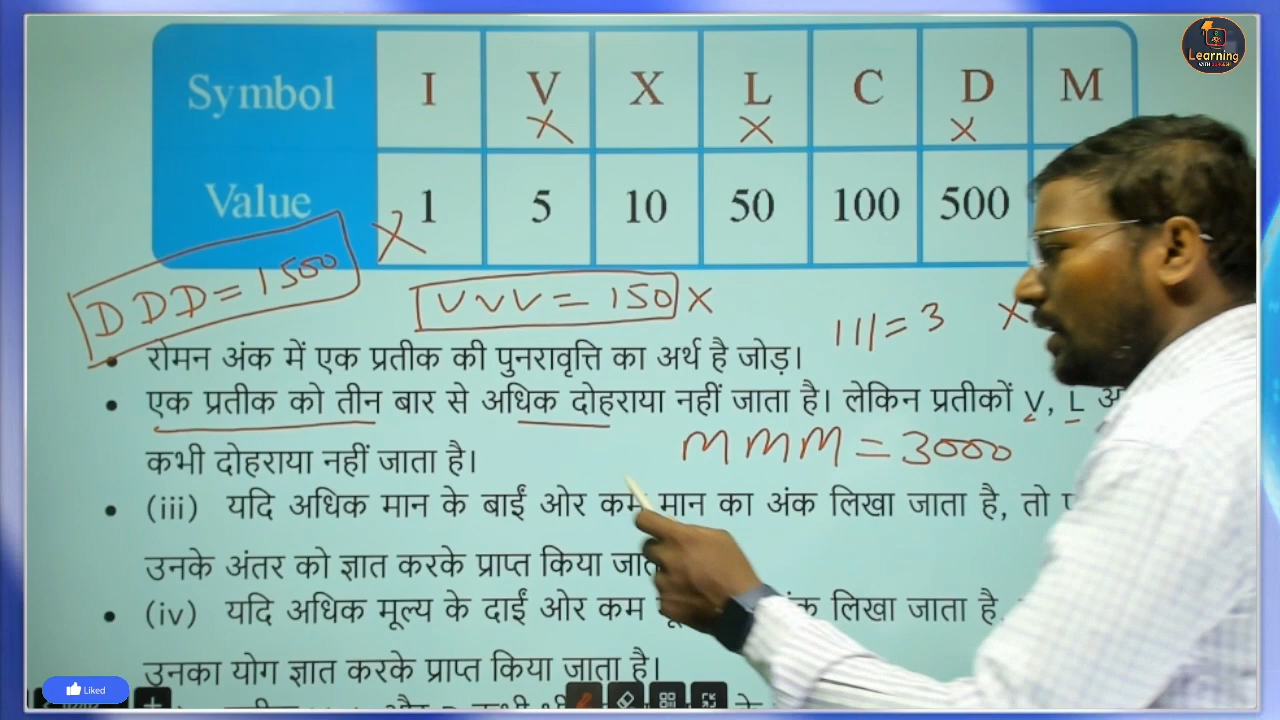 Learning
Symbol I V X L C D M
Value 1 5 10 50 100 500
DDD = 1500
VVV = 150 X
III = 3
रोमन अंक में एक प्रतीक की पुनरावृत्ति का अर्थ है जोड़।
एक प्रतीक को तीन बार से अधिक दोहराया नहीं जाता है। लेकिन प्रतीकों V, L
MMM = 3000
कभी दोहराया नहीं जाता है।
(iii) यदि अधिक मान के बाईं ओर कम मान का अंक लिखा जाता है, तो
उनके अंतर को ज्ञात करके प्राप्त किया
(iv) यदि अधिक मूल्य के दाईं ओर कम लिखा जाता है
उनका योग ज्ञात करके प्राप्त किया जाता है।
Liked